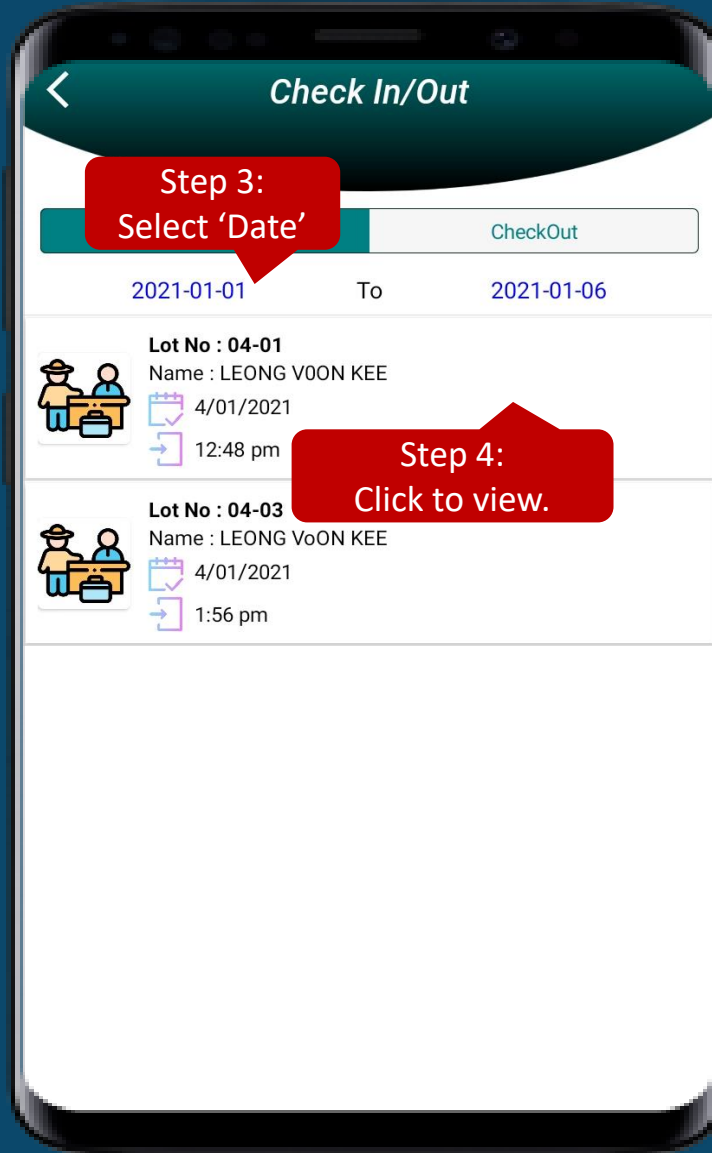 Check In/Out
Step 3:
Select ‘Date’
CheckOut
2021-01-01 To 2021-01-06
Lot No : 04-01
Name : LEONG V0ON KEE
4/01/2021
12:48 pm
Step 4:
Click to view.
Lot No : 04-03
Name : LEONG VoON KEE
4/01/2021
1:56 pm